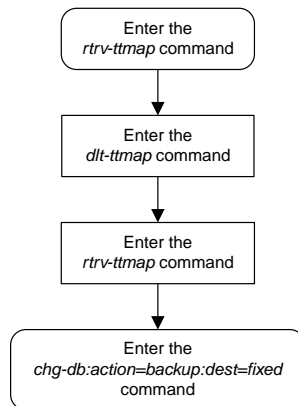 Enter the
rtrv-ttmap command
Enter the
dlt-ttmap command
Enter the
rtrv-ttmap command
Enter the
chg-db:action=backup:dest=fixed
command